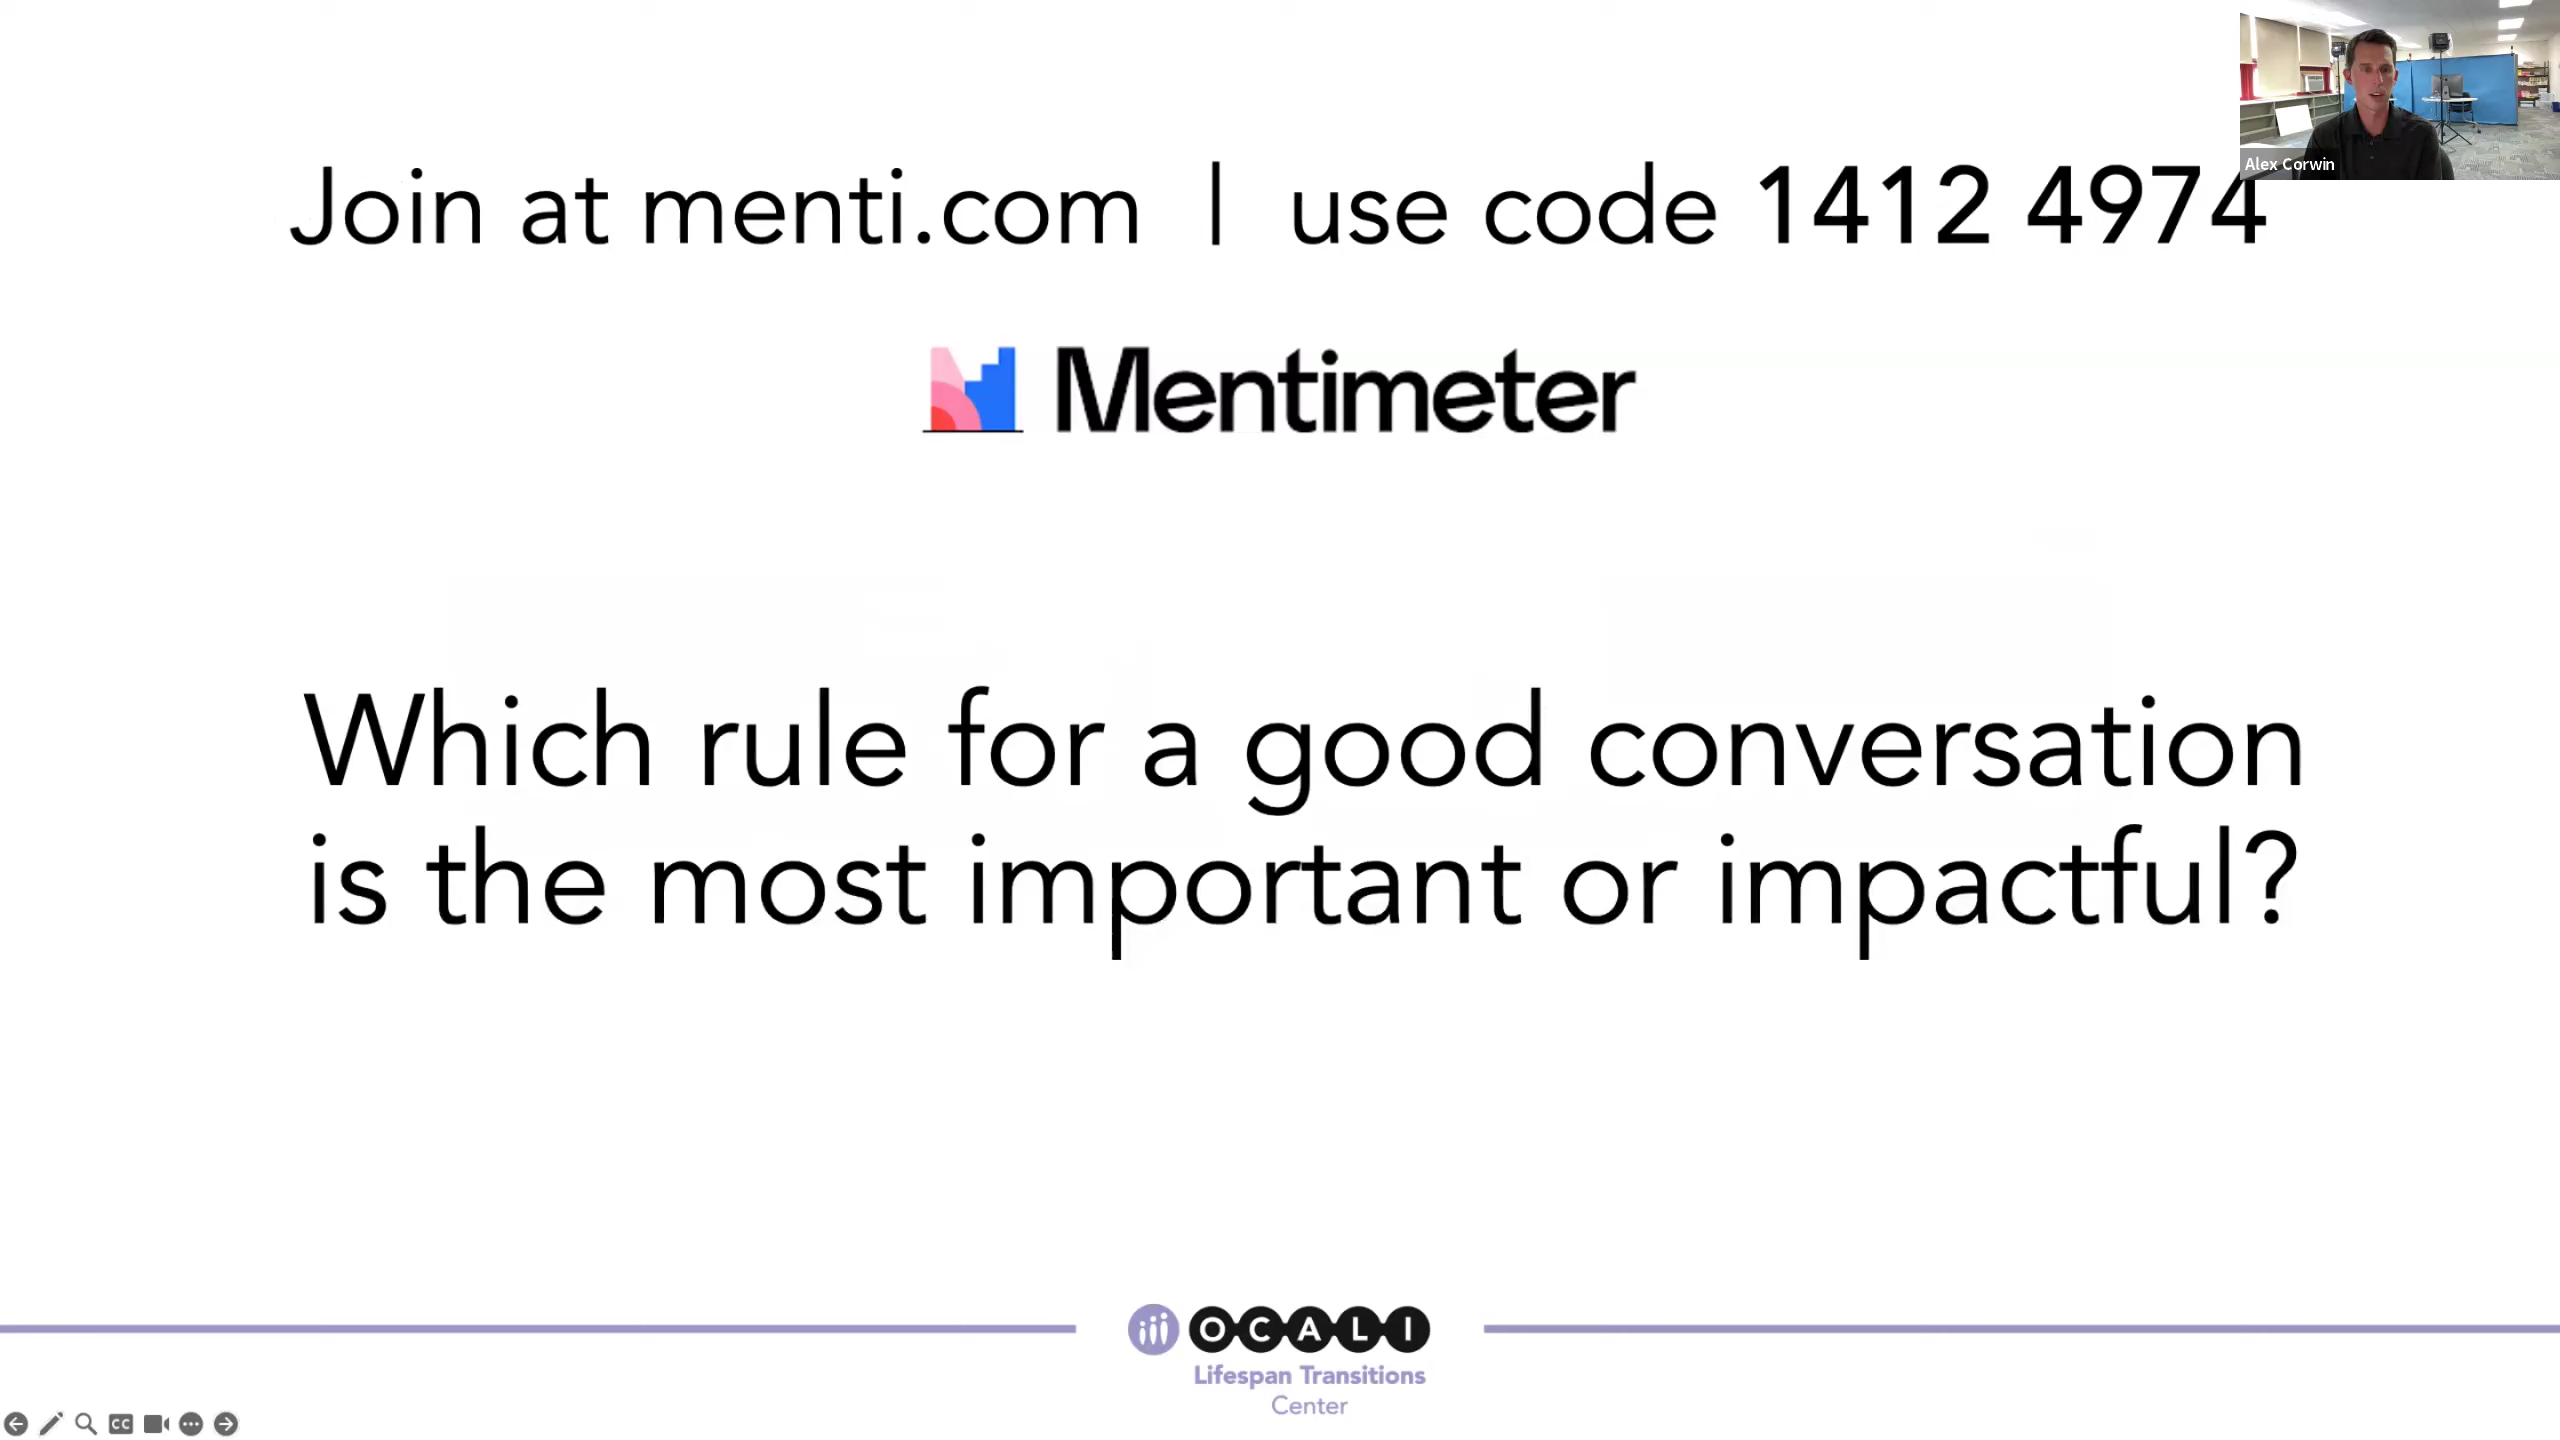 Alex Corwin
Join at menti.com | use code 1412 4974
Mentimeter
Which rule for a good conversation
is the most important or impactful?
OCALI
Lifespan Transitions
Center
CC